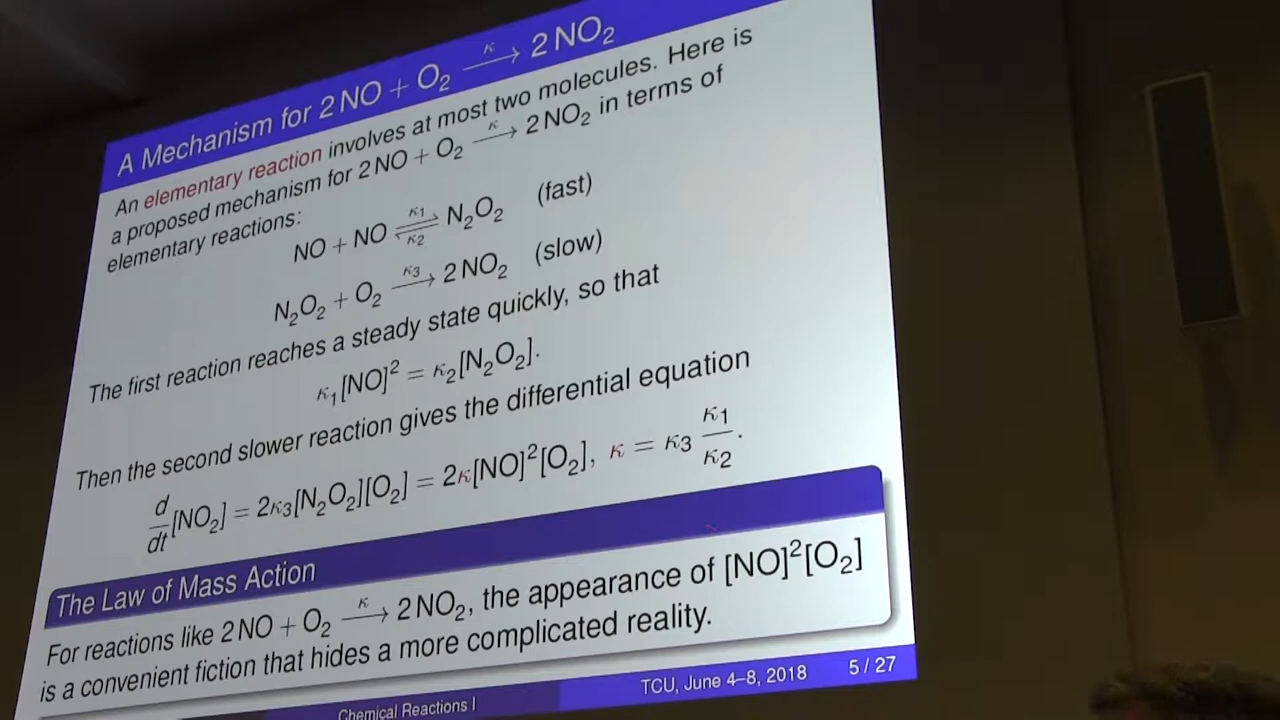 A Mechanism for 2 NO + O₂ —κ→ 2 NO₂
An elementary reaction involves at most two molecules. Here is
a proposed mechanism for 2 NO + O₂ —κ→ 2 NO₂ in terms of
elementary reactions:
NO + NO ⇌ N₂O₂ (fast)
κ₁
κ₂
N₂O₂ + O₂ —κ₃→ 2 NO₂ (slow)
The first reaction reaches a steady state quickly, so that
κ₁[NO]² = κ₂[N₂O₂].
Then the second slower reaction gives the differential equation
d/dt [NO₂] = 2κ₃[N₂O₂][O₂] = 2κ[NO]²[O₂], κ = κ₃ κ₁/κ₂.
The Law of Mass Action
For reactions like 2 NO + O₂ —κ→ 2 NO₂, the appearance of [NO]²[O₂]
is a convenient fiction that hides a more complicated reality.
Chemical Reactions I
TCU, June 4–8, 2018 5 / 27